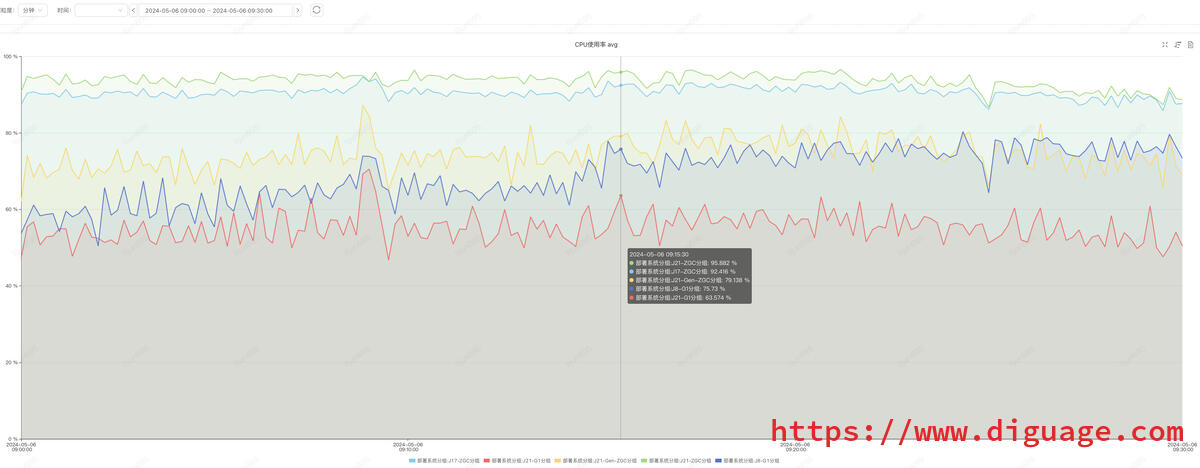 粒度: 分钟 时间: 2024-05-06 09:00:00 ~ 2024-05-06 09:30:00
CPU使用率 avg
100 %
80 %
60 %
40 %
20 %
0 %
2024-05-06 09:15:30
部署系统分组:J21-ZGC分组: 95.882 %
部署系统分组:J17-ZGC分组: 92.416 %
部署系统分组:J21-Gen-ZGC分组: 79.138 %
部署系统分组:J8-G1分组: 75.73 %
部署系统分组:J21-G1分组: 63.574 %
https://www.diguage.com
2024-05-06 2024-05-06 2024-05-06 2024-05-06
09:00:00 09:10:00 09:20:00 09:30:00
部署系统分组:J17-ZGC分组 部署系统分组:J21-G1分组 部署系统分组:J21-Gen-ZGC分组 部署系统分组:J21-ZGC分组 部署系统分组:J8-G1分组